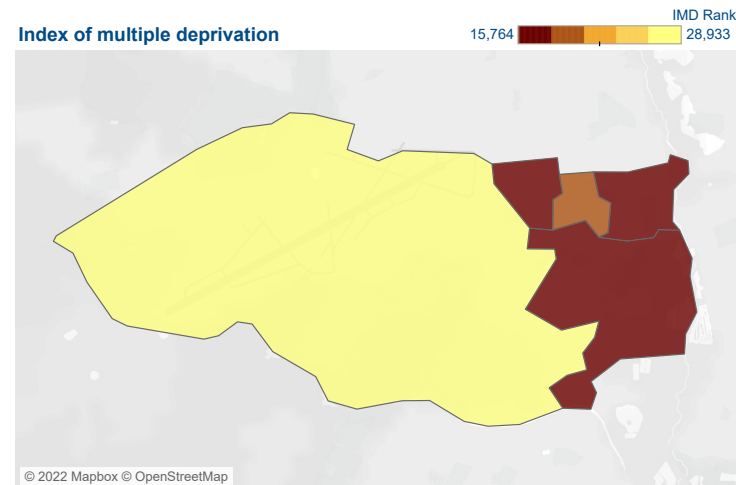 IMD Rank
Index of multiple deprivation
15,764 28,933
© 2022 Mapbox © OpenStreetMap